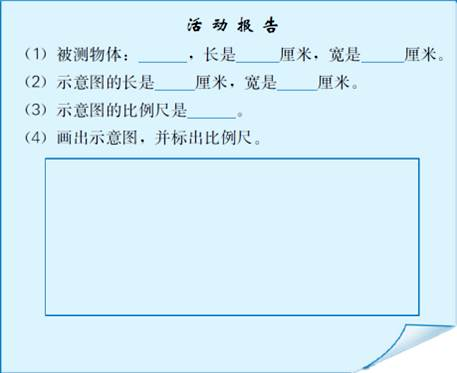 活动报告
(1) 被测物体：______，长是_____厘米，宽是_____厘米。
(2) 示意图的长是_____厘米，宽是_____厘米。
(3) 示意图的比例尺是______。
(4) 画出示意图，并标出比例尺。